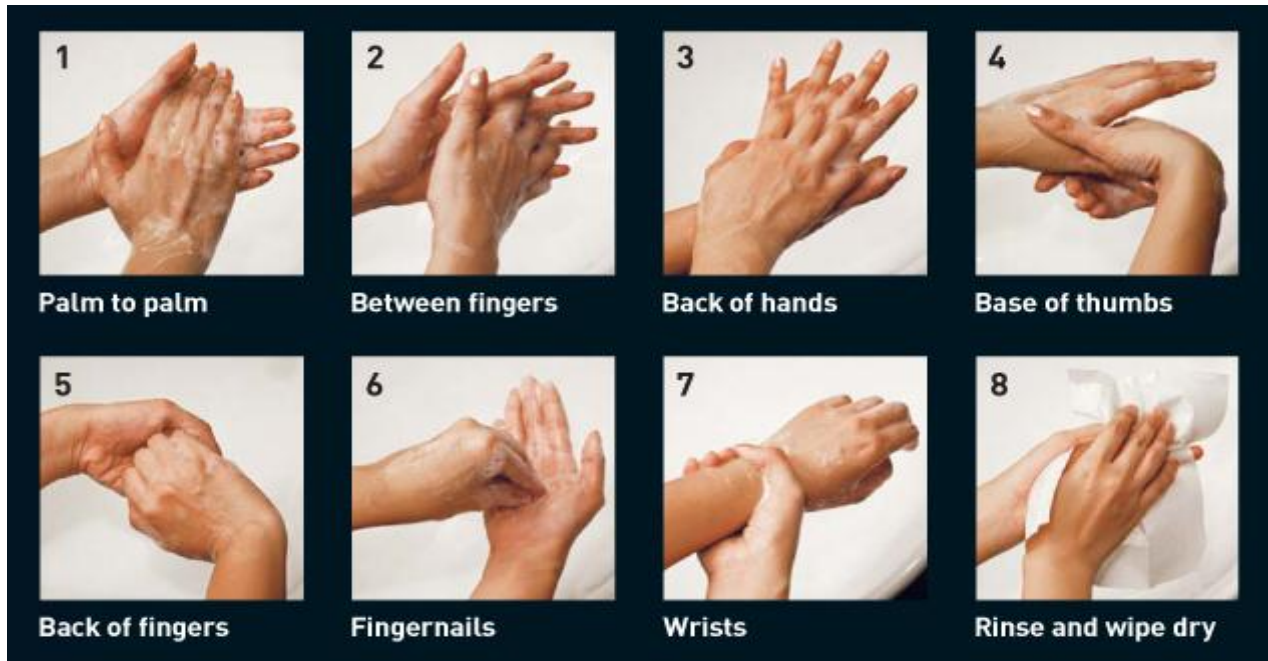 1
2
3
4
Palm to palm
Between fingers
Back of hands
Base of thumbs
5
6
7
8
Back of fingers
Fingernails
Wrists
Rinse and wipe dry